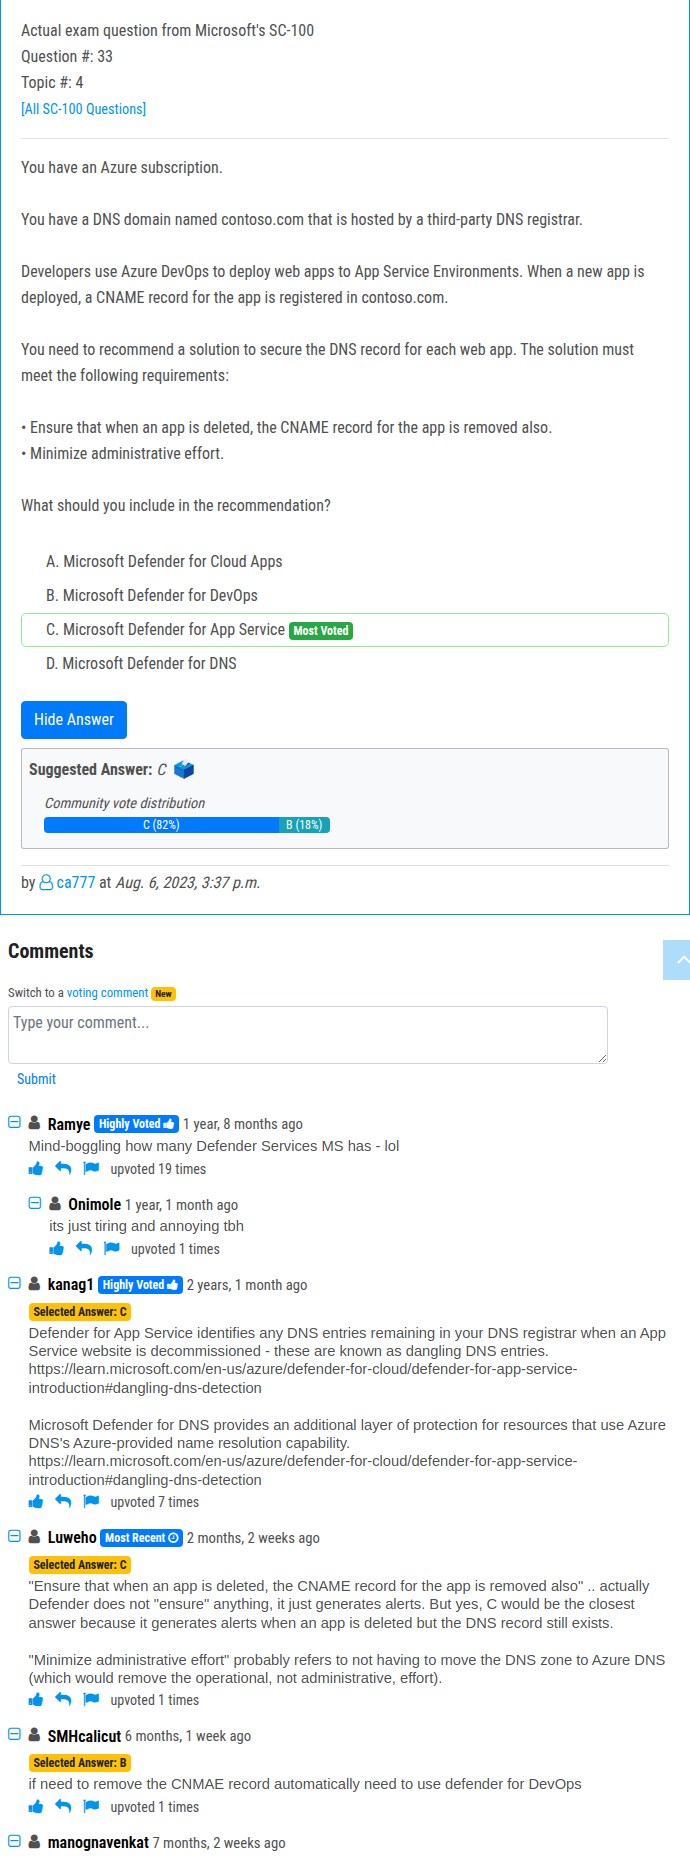 Actual exam question from Microsoft's SC-100
Question #: 33
Topic #: 4
[All SC-100 Questions]
You have an Azure subscription.
You have a DNS domain named contoso.com that is hosted by a third-party DNS registrar.
Developers use Azure DevOps to deploy web apps to App Service Environments. When a new app is
deployed, a CNAME record for the app is registered in contoso.com.
You need to recommend a solution to secure the DNS record for each web app. The solution must
meet the following requirements:
• Ensure that when an app is deleted, the CNAME record for the app is removed also.
• Minimize administrative effort.
What should you include in the recommendation?
A. Microsoft Defender for Cloud Apps
B. Microsoft Defender for DevOps
C. Microsoft Defender for App Service Most Voted
D. Microsoft Defender for DNS
Hide Answer
Suggested Answer: C
Community vote distribution
C (82%) B (18%)
by ca777 at Aug. 6, 2023, 3:37 p.m.
Comments
Switch to a voting comment New
Type your comment...
Submit
Ramye Highly Voted 1 year, 8 months ago
Mind-boggling how many Defender Services MS has - lol
upvoted 19 times
Onimole 1 year, 1 month ago
its just tiring and annoying tbh
upvoted 1 times
kanag1 Highly Voted 2 years, 1 month ago
Selected Answer: C
Defender for App Service identifies any DNS entries remaining in your DNS registrar when an App
Service website is decommissioned - these are known as dangling DNS entries.
https://learn.microsoft.com/en-us/azure/defender-for-cloud/defender-for-app-service-
introduction#dangling-dns-detection
Microsoft Defender for DNS provides an additional layer of protection for resources that use Azure
DNS's Azure-provided name resolution capability.
https://learn.microsoft.com/en-us/azure/defender-for-cloud/defender-for-app-service-
introduction#dangling-dns-detection
upvoted 7 times
Luweho Most Recent 2 months, 2 weeks ago
Selected Answer: C
"Ensure that when an app is deleted, the CNAME record for the app is removed also" .. actually
Defender does not "ensure" anything, it just generates alerts. But yes, C would be the closest
answer because it generates alerts when an app is deleted but the DNS record still exists.
"Minimize administrative effort" probably refers to not having to move the DNS zone to Azure DNS
(which would remove the operational, not administrative, effort).
upvoted 1 times
SMHcalicut 6 months, 1 week ago
Selected Answer: B
if need to remove the CNMAE record automatically need to use defender for DevOps
upvoted 1 times
manognavenkat 7 months, 2 weeks ago